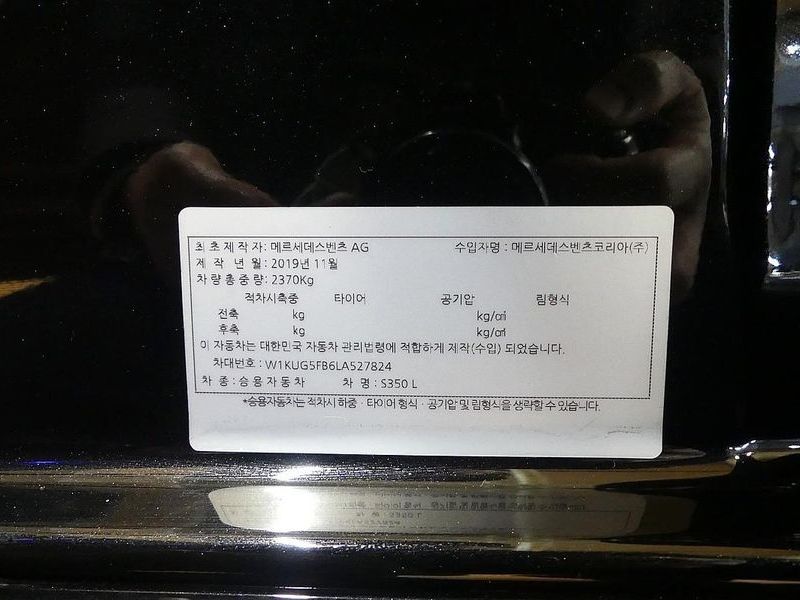 최초제작자: 메르세데스벤츠 AG 수입자명 : 메르세데스벤츠코리아(주)
제 작 년 월: 2019년 11월
차량총중량: 2370Kg
적차시축중 타이어 공기압 림형식
전축 kg kg/㎠
후축 kg kg/㎠
이 자동차는 대한민국 자동차 관리법령에 적합하게 제작(수입) 되었습니다.
차대번호 : W1KUG5FB6LA527824
차 종 : 승용자동차 차 명 : S350 L
*승용자동차는 적차시 하중 · 타이어 형식 · 공기압 및 림형식을 생략할 수 있습니다.